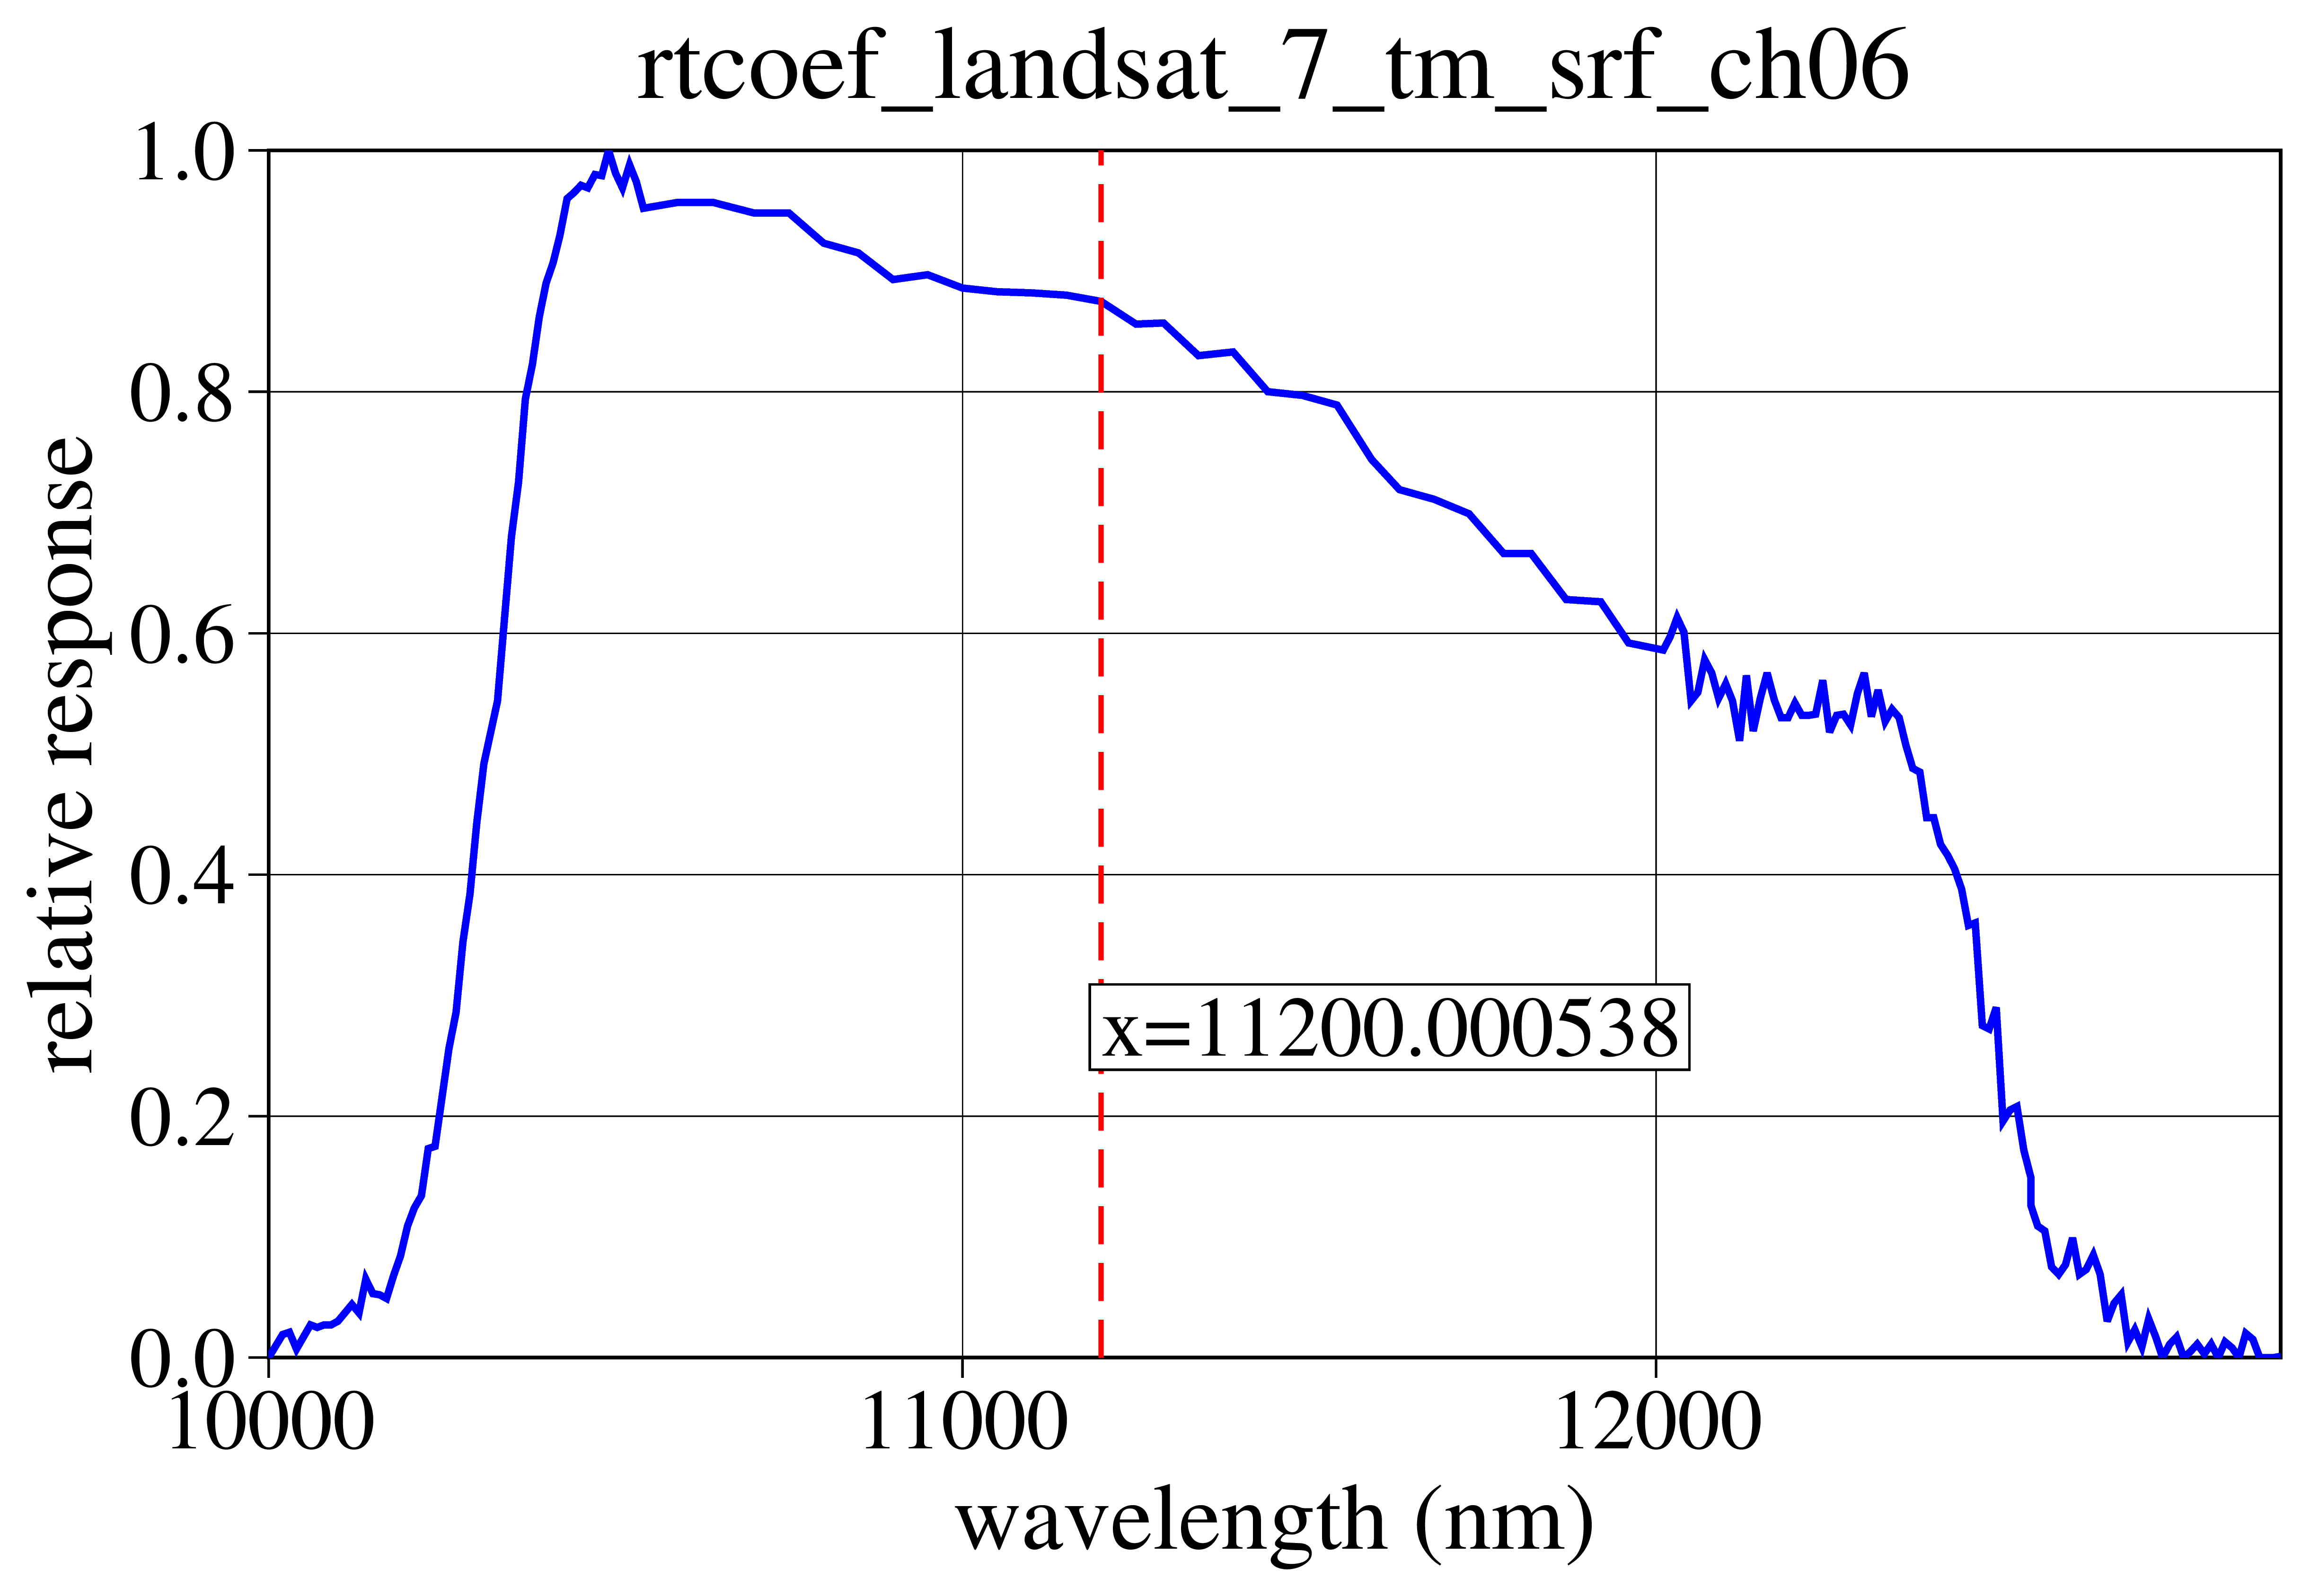 rtcoef_landsat_7_tm_srf_ch06
1.0
0.8
0.6
0.4
0.2
0.0
relative response
x=11200.000538
10000 11000 12000
wavelength (nm)